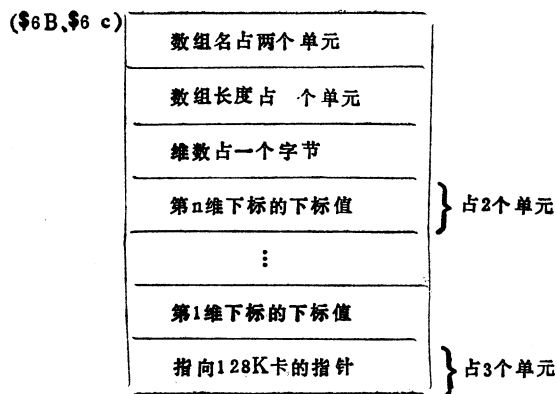 ($6B、$6 c)
数组名占两个单元
数组长度占 个单元
维数占一个字节
第n维下标的下标值
占2个单元
⋮
第1维下标的下标值
指向128K卡的指针
占3个单元